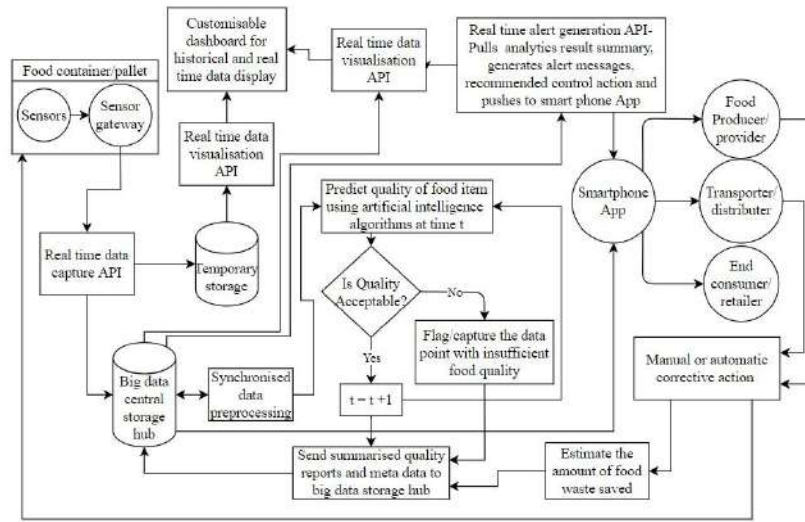 Customisable
dashboard for
historical and real
time data display
Real time data
visualisation
API
Real time alert generation API-
Pulls analytics result summary,
generates alert messages,
recommended control action and
pushes to smart phone App
Food container/pallet
Sensors
Sensor
gateway
Food
Producer/
provider
Real time data
visualisation
API
Smartphone
App
Transporter/
distributer
Predict quality of food item
using artificial intelligence
algorithms at time t
Real time data
capture API
Temporary
storage
End
consumer/
retailer
Is Quality
Acceptable?
No
Flag/capture the data
point with insufficient
food quality
Yes
Manual or automatic
corrective action
Big data
central
storage
hub
Synchronised
data
preprocessing
t = t +1
Send summarised quality
reports and meta data to
big data storage hub
Estimate the
amount of food
waste saved